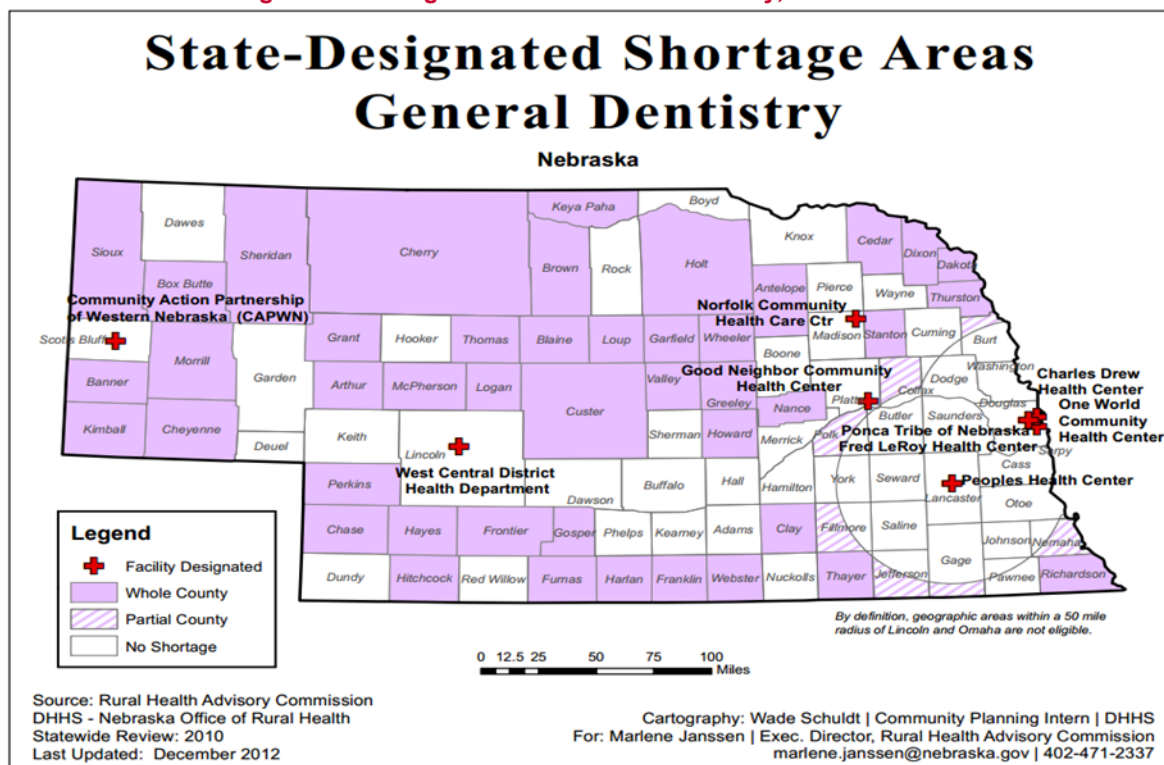 State-Designated Shortage Areas
General Dentistry
Nebraska
Boyd
Keya Paha
Dawes
Knox
Cedar
Sioux
Sheridan
Cherry
Dixon
Brown
Rock
Holt
Dakota
Box Butte
Antelope
Pierce
Wayne
Thurston
Community Action Partnership
of Western Nebraska (CAPWN)
Norfolk Community
Health Care Ctr
Scotts Bluff
Grant
Hooker
Thomas
Blaine
Loup
Garfield
Wheeler
Madison
Stanton
Cuming
Burt
Morrill
Boone
Banner
Garden
Arthur
McPherson
Logan
Valley
Good Neighbor Community
Health Center
Dodge
Washington
Colfax
Charles Drew
Health Center
Greeley
Nance
Platte
Douglas
One World
Community
Health Center
Kimball
Cheyenne
Custer
Butler
Saunders
Keith
Lincoln
Sherman
Howard
Merrick
Polk
Ponca Tribe of Nebraska
Fred LeRoy Health Center
Sarpy
Deuel
West Central District
Health Department
Cass
Perkins
Dawson
Buffalo
Hall
Hamilton
York
Seward
Peoples Health Center
Lancaster
Otoe
Chase
Hayes
Frontier
Gosper
Phelps
Kearney
Adams
Clay
Fillmore
Saline
Johnson
Nemaha
Gage
Dundy
Hitchcock
Red Willow
Furnas
Harlan
Franklin
Webster
Nuckolls
Thayer
Jefferson
Pawnee
Richardson
Legend
Facility Designated
Whole County
Partial County
No Shortage
By definition, geographic areas within a 50 mile
radius of Lincoln and Omaha are not eligible.
0 12.5 25 50 75 100
Miles
Source: Rural Health Advisory Commission
DHHS - Nebraska Office of Rural Health
Statewide Review: 2010
Last Updated: December 2012
Cartography: Wade Schuldt | Community Planning Intern | DHHS
For: Marlene Janssen | Exec. Director, Rural Health Advisory Commission
marlene.janssen@nebraska.gov | 402-471-2337